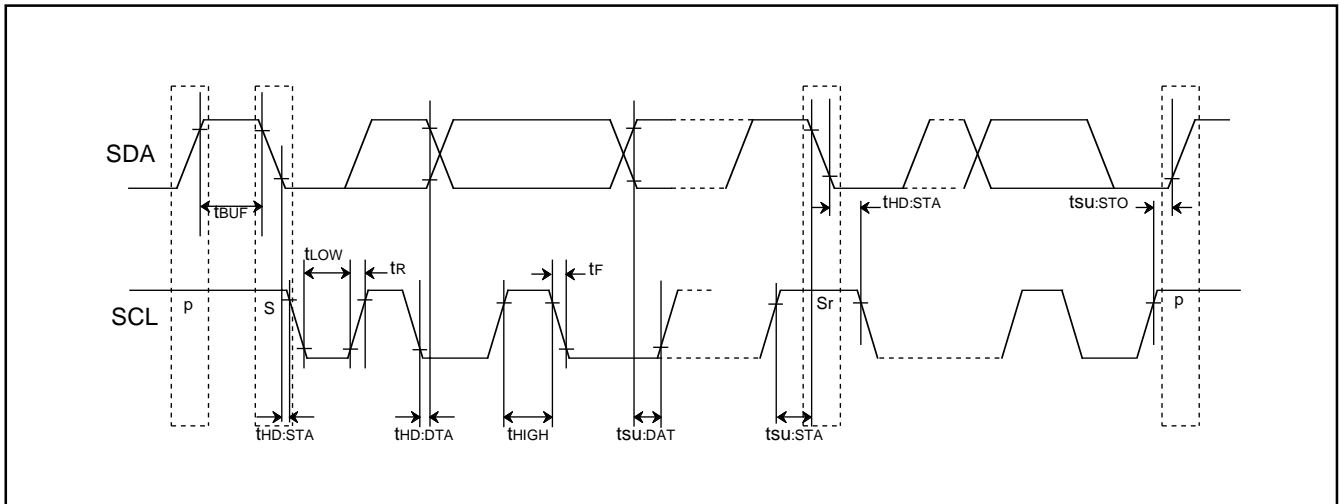 SDA
tBUF
tHD:STA
tsu:STO
tLOW
tR
tF
SCL
p
S
Sr
p
tHD:STA
tHD:DTA
tHIGH
tsu:DAT
tsu:STA